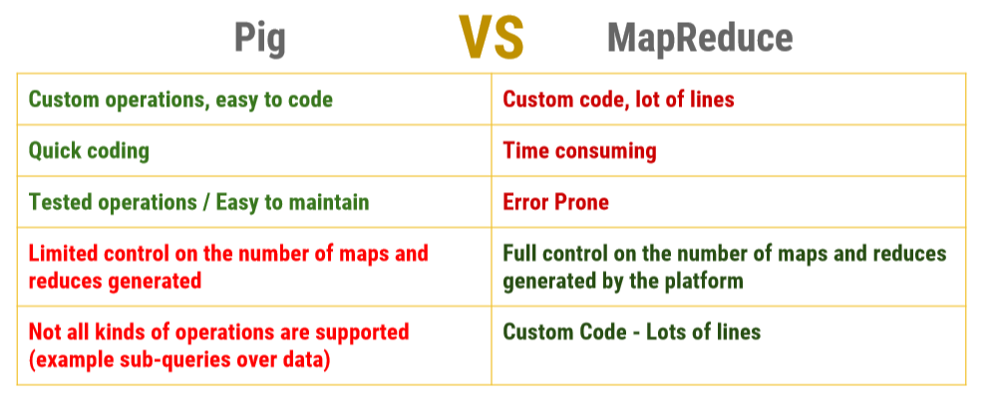 Pig VS MapReduce
Custom operations, easy to code
Custom code, lot of lines
Quick coding
Time consuming
Tested operations / Easy to maintain
Error Prone
Limited control on the number of maps and
reduces generated
Full control on the number of maps and reduces
generated by the platform
Not all kinds of operations are supported
(example sub-queries over data)
Custom Code - Lots of lines